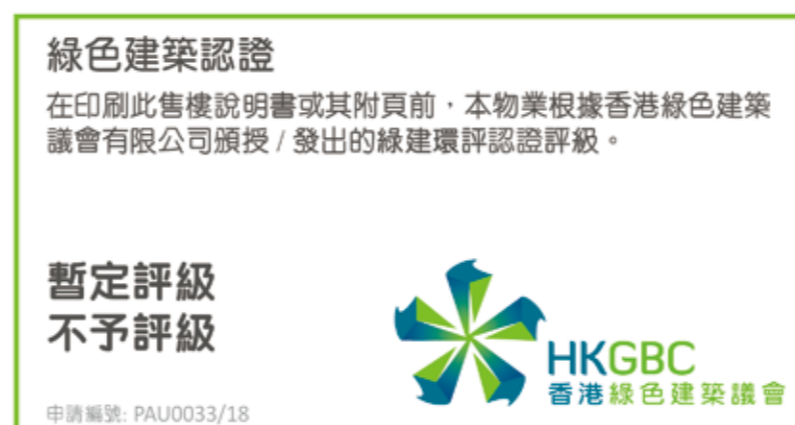 綠色建築認證
在印刷此售樓說明書或其附頁前，本物業根據香港綠色建築
議會有限公司頒授 / 發出的綠建環評認證評級。
暫定評級
不予評級
HKGBC
香港綠色建築議會
申請編號: PAU0033/18